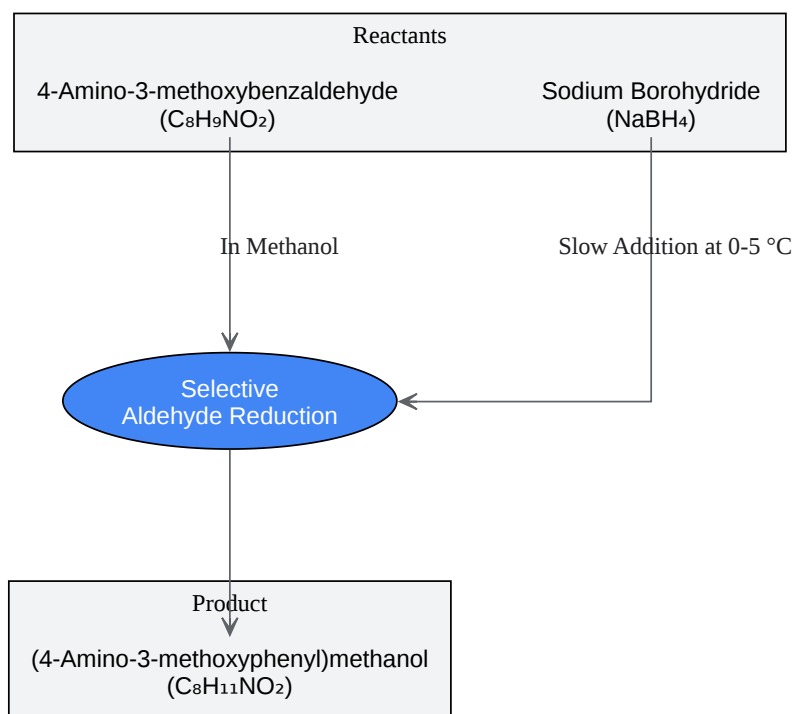 Reactants
4-Amino-3-methoxybenzaldehyde
(C₈H₉NO₂)
Sodium Borohydride
(NaBH₄)
In Methanol
Slow Addition at 0-5 °C
Selective
Aldehyde Reduction
Product
(4-Amino-3-methoxyphenyl)methanol
(C₈H₁₁NO₂)